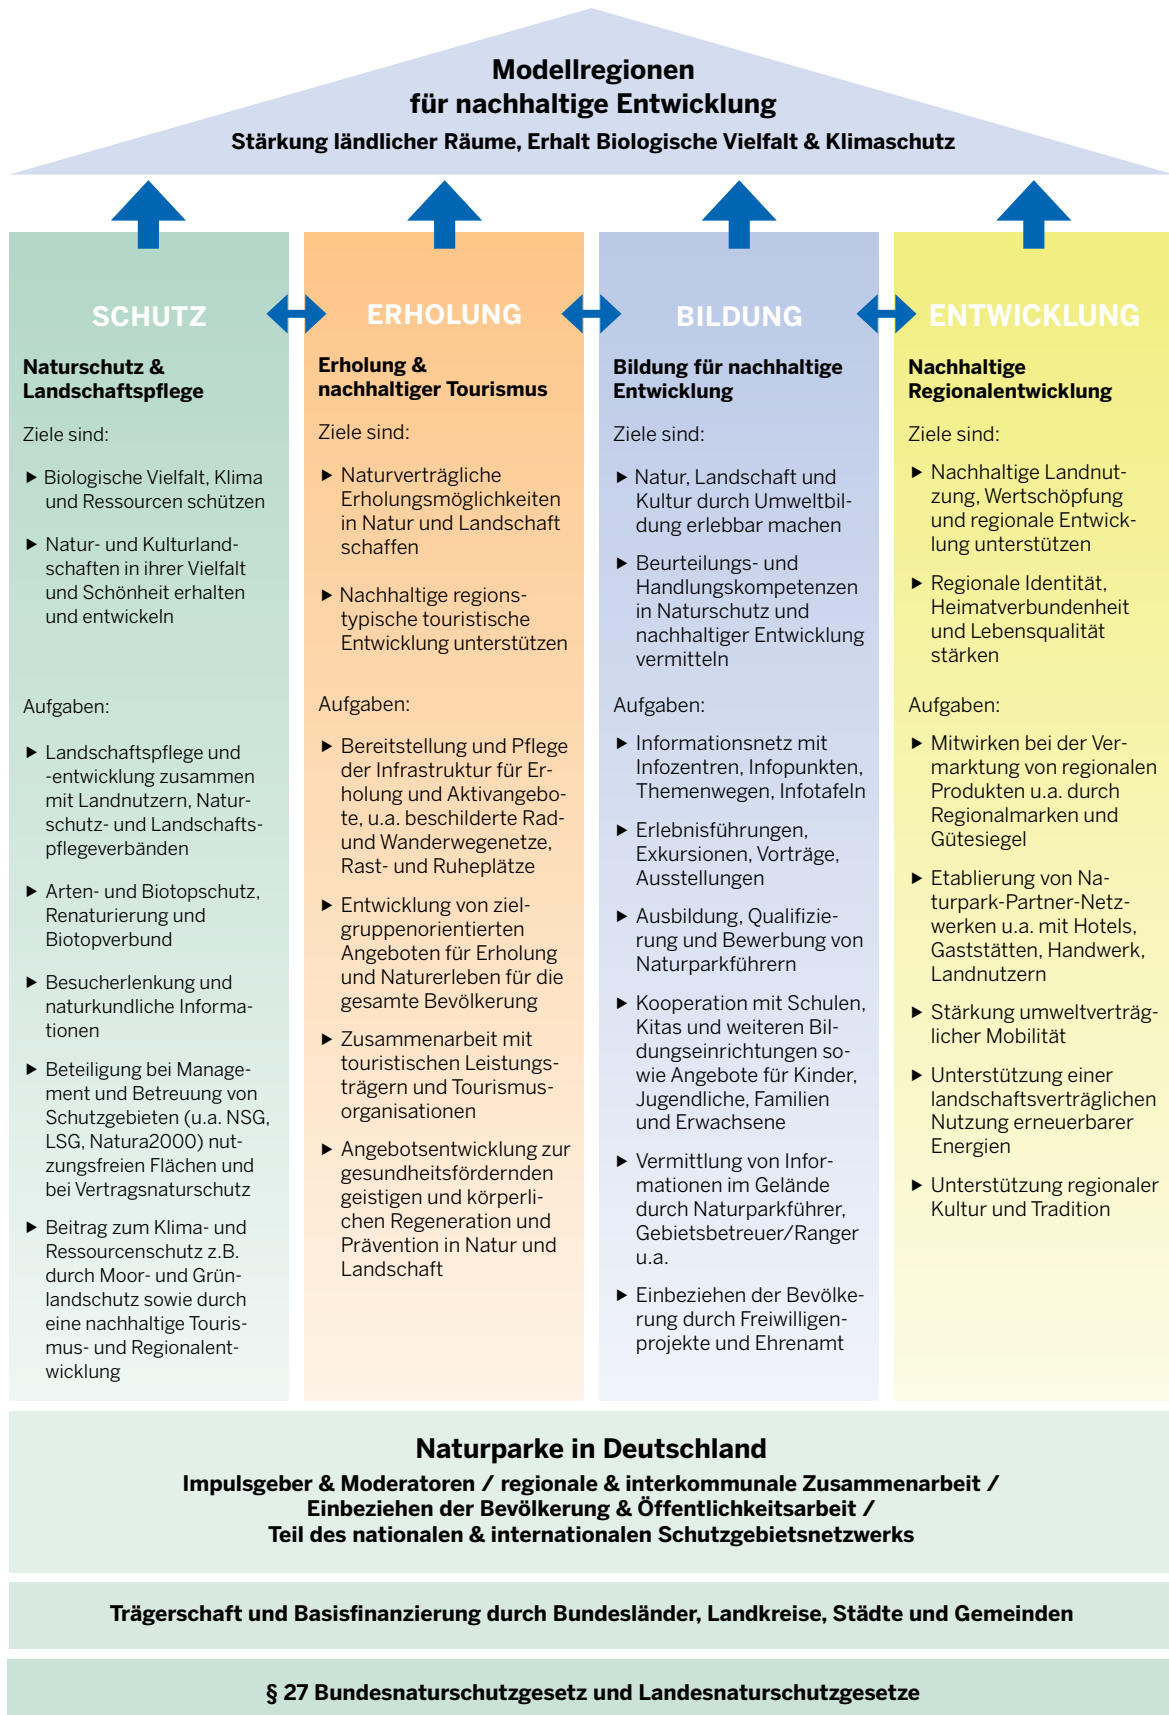 Modellregionen
für nachhaltige Entwicklung
Stärkung ländlicher Räume, Erhalt Biologische Vielfalt & Klimaschutz
SCHUTZ
Naturschutz &
Landschaftspflege
Ziele sind:
▶ Biologische Vielfalt, Klima
und Ressourcen schützen
▶ Natur- und Kulturland-
schaften in ihrer Vielfalt
und Schönheit erhalten
und entwickeln
Aufgaben:
▶ Landschaftspflege und
-entwicklung zusammen
mit Landnutzern, Natur-
schutz- und Landschafts-
pflegeverbänden
▶ Arten- und Biotopschutz,
Renaturierung und
Biotopverbund
▶ Besucherlenkung und
naturkundliche Informa-
tionen
▶ Beteiligung bei Manage-
ment und Betreuung von
Schutzgebieten (u.a. NSG,
LSG, Natura2000) nut-
zungsfreien Flächen und
bei Vertragsnaturschutz
▶ Beitrag zum Klima- und
Ressourcenschutz z.B.
durch Moor- und Grün-
landschutz sowie durch
eine nachhaltige Touris-
mus- und Regionalent-
wicklung
ERHOLUNG
Erholung &
nachhaltiger Tourismus
Ziele sind:
▶ Naturverträgliche
Erholungsmöglichkeiten
in Natur und Landschaft
schaffen
▶ Nachhaltige regions-
typische touristische
Entwicklung unterstützen
Aufgaben:
▶ Bereitstellung und Pflege
der Infrastruktur für Er-
holung und Aktivangebo-
te, u.a. beschilderte Rad-
und Wanderwegenetze,
Rast- und Ruheplätze
▶ Entwicklung von ziel-
gruppenorientierten
Angeboten für Erholung
und Naturerleben für die
gesamte Bevölkerung
▶ Zusammenarbeit mit
touristischen Leistungs-
trägern und Tourismus-
organisationen
▶ Angebotsentwicklung zur
gesundheitsfördernden
geistigen und körperli-
chen Regeneration und
Prävention in Natur und
Landschaft
BILDUNG
Bildung für nachhaltige
Entwicklung
Ziele sind:
▶ Natur, Landschaft und
Kultur durch Umweltbil-
dung erlebbar machen
▶ Beurteilungs- und
Handlungskompetenzen
in Naturschutz und
nachhaltiger Entwicklung
vermitteln
Aufgaben:
▶ Informationsnetz mit
Infozentren, Infopunkten,
Themenwegen, Infotafeln
▶ Erlebnisführungen,
Exkursionen, Vorträge,
Ausstellungen
▶ Ausbildung, Qualifizie-
rung und Bewerbung von
Naturparkführern
▶ Kooperation mit Schulen,
Kitas und weiteren Bil-
dungseinrichtungen so-
wie Angebote für Kinder,
Jugendliche, Familien
und Erwachsene
▶ Vermittlung von Infor-
mationen im Gelände
durch Naturparkführer,
Gebietsbetreuer/Ranger
u.a.
▶ Einbeziehen der Bevölke-
rung durch Freiwilligen-
projekte und Ehrenamt
ENTWICKLUNG
Nachhaltige
Regionalentwicklung
Ziele sind:
▶ Nachhaltige Landnut-
zung, Wertschöpfung
und regionale Entwick-
lung unterstützen
▶ Regionale Identität,
Heimatverbundenheit
und Lebensqualität
stärken
Aufgaben:
▶ Mitwirken bei der Ver-
marktung von regionalen
Produkten u.a. durch
Regionalmarken und
Gütesiegel
▶ Etablierung von Na-
turpark-Partner-Netz-
werken u.a. mit Hotels,
Gaststätten, Handwerk,
Landnutzern
▶ Stärkung umweltverträg-
licher Mobilität
▶ Unterstützung einer
landschaftsverträglichen
Nutzung erneuerbarer
Energien
▶ Unterstützung regionaler
Kultur und Tradition
Naturparke in Deutschland
Impulsgeber & Moderatoren / regionale & interkommunale Zusammenarbeit /
Einbeziehen der Bevölkerung & Öffentlichkeitsarbeit /
Teil des nationalen & internationalen Schutzgebietsnetzwerks
Trägerschaft und Basisfinanzierung durch Bundesländer, Landkreise, Städte und Gemeinden
§ 27 Bundesnaturschutzgesetz und Landesnaturschutzgesetze